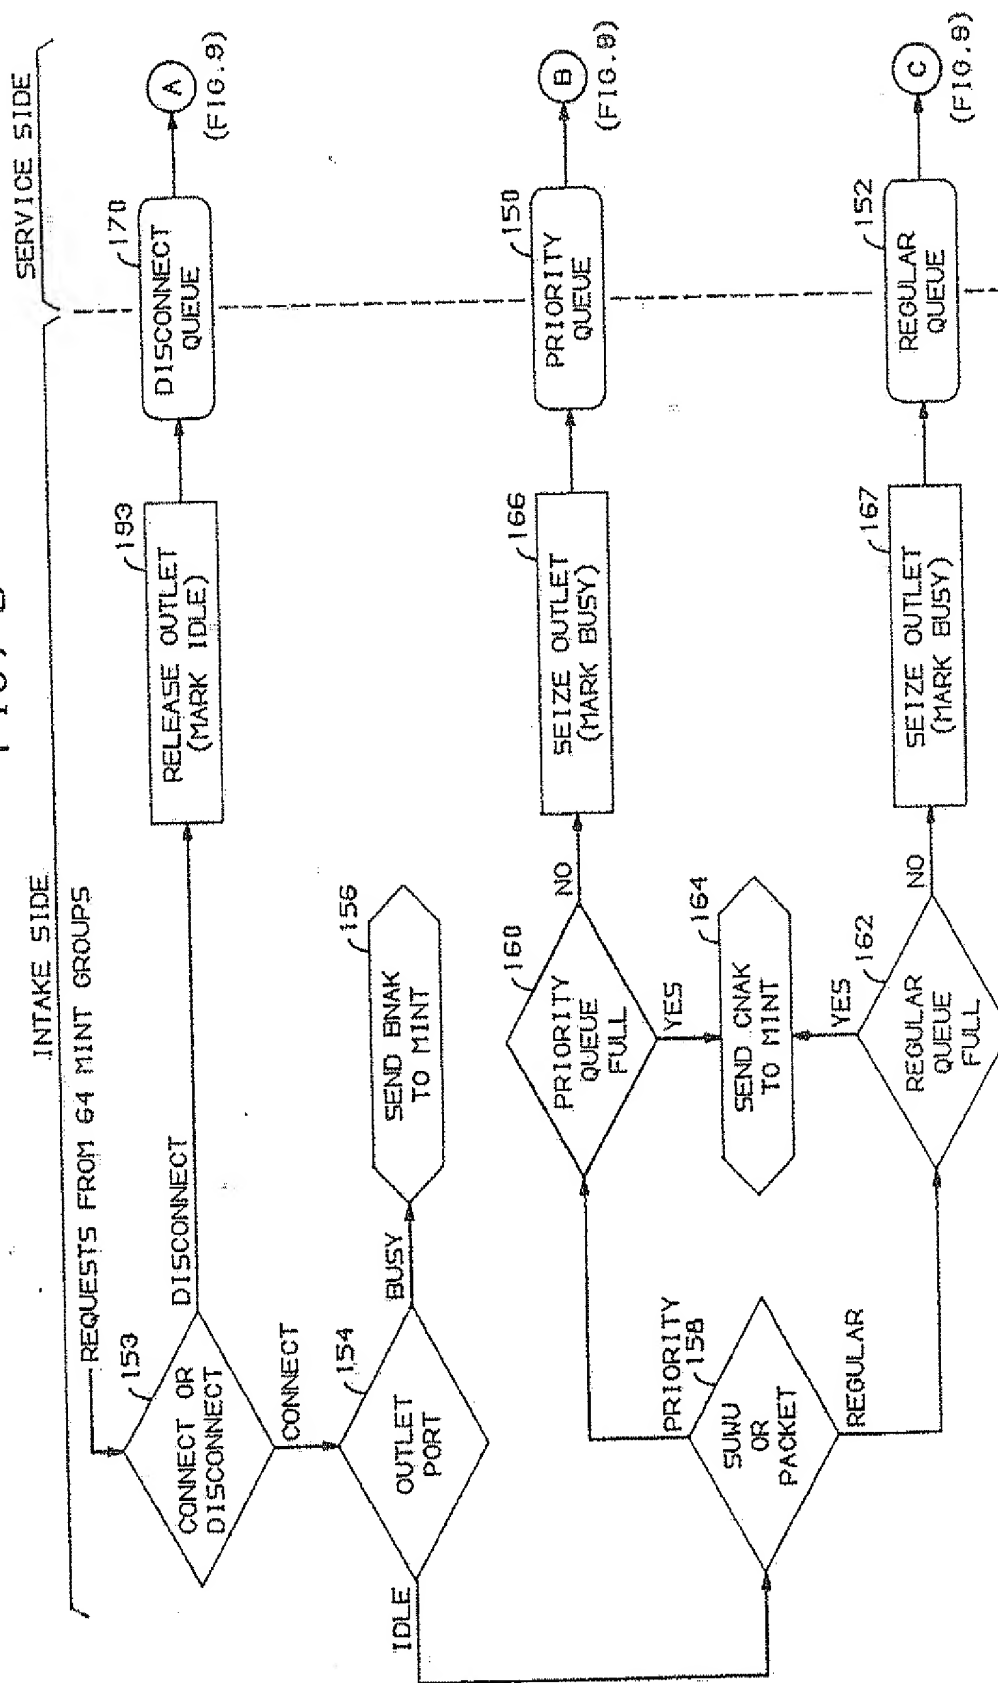 INTAKE SIDE
SERVICE SIDE
REQUESTS FROM 64 MINT GROUPS
153
CONNECT OR
DISCONNECT
DISCONNECT
193
RELEASE OUTLET
(MARK IDLE)
170
DISCONNECT
QUEUE
A
(FIG.9)
CONNECT
154
OUTLET
PORT
BUSY
156
SEND BNAK
TO MINT
IDLE
PRIORITY
158
SUWU
OR
PACKET
REGULAR
160
PRIORITY
QUEUE
FULL
NO
166
SEIZE OUTLET
(MARK BUSY)
150
PRIORITY
QUEUE
B
(FIG.9)
YES
164
SEND CNAK
TO MINT
YES
162
REGULAR
QUEUE
FULL
NO
167
SEIZE OUTLET
(MARK BUSY)
152
REGULAR
QUEUE
C
(FIG.9)